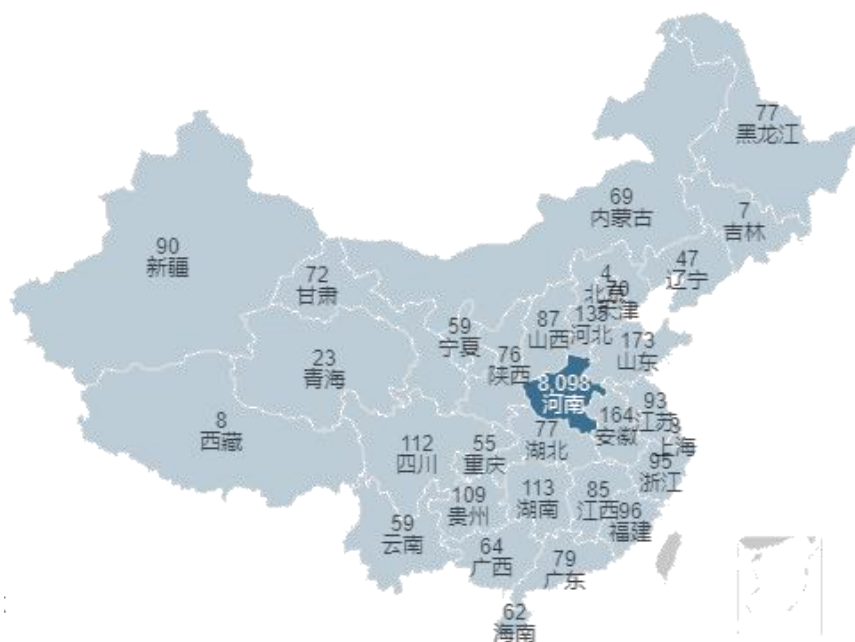 77
黑龙江
69
内蒙古
7
吉林
90
新疆
47
辽宁
72
甘肃
4
北京
70
天津
59
宁夏
87
山西
135
河北
173
山东
76
陕西
23
青海
8,098
河南
93
江苏
164
安徽
8
西藏
77
湖北
3
上海
112
四川
55
重庆
95
浙江
109
贵州
113
湖南
85
江西
96
福建
59
云南
64
广西
79
广东
62
海南